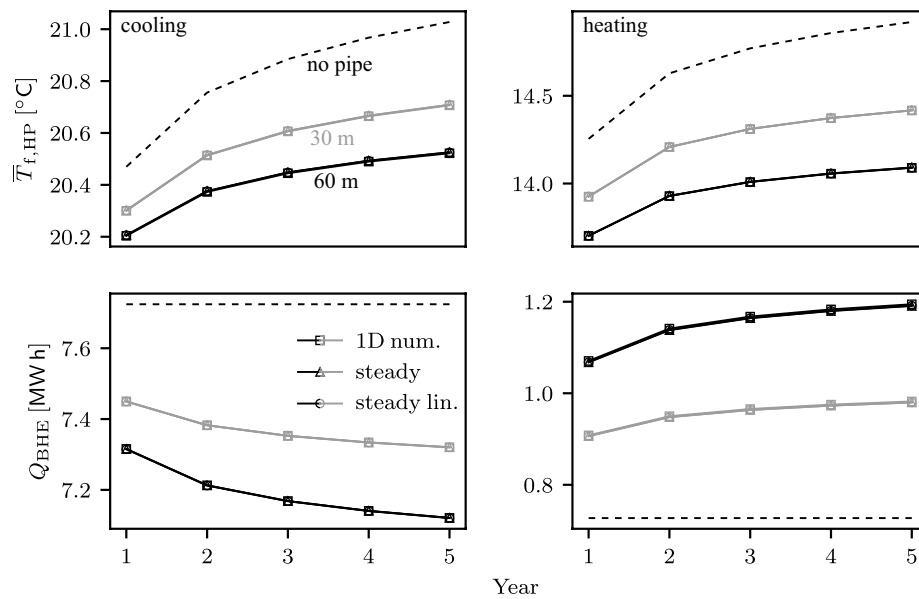 cooling
heating
21.0
20.8
20.6
20.4
20.2
T̅f,HP [°C]
no pipe
30 m
60 m
14.5
14.0
7.6
7.4
7.2
QBHE [MW h]
1D num.
steady
steady lin.
1.2
1.0
0.8
1 2 3 4 5
1 2 3 4 5
Year